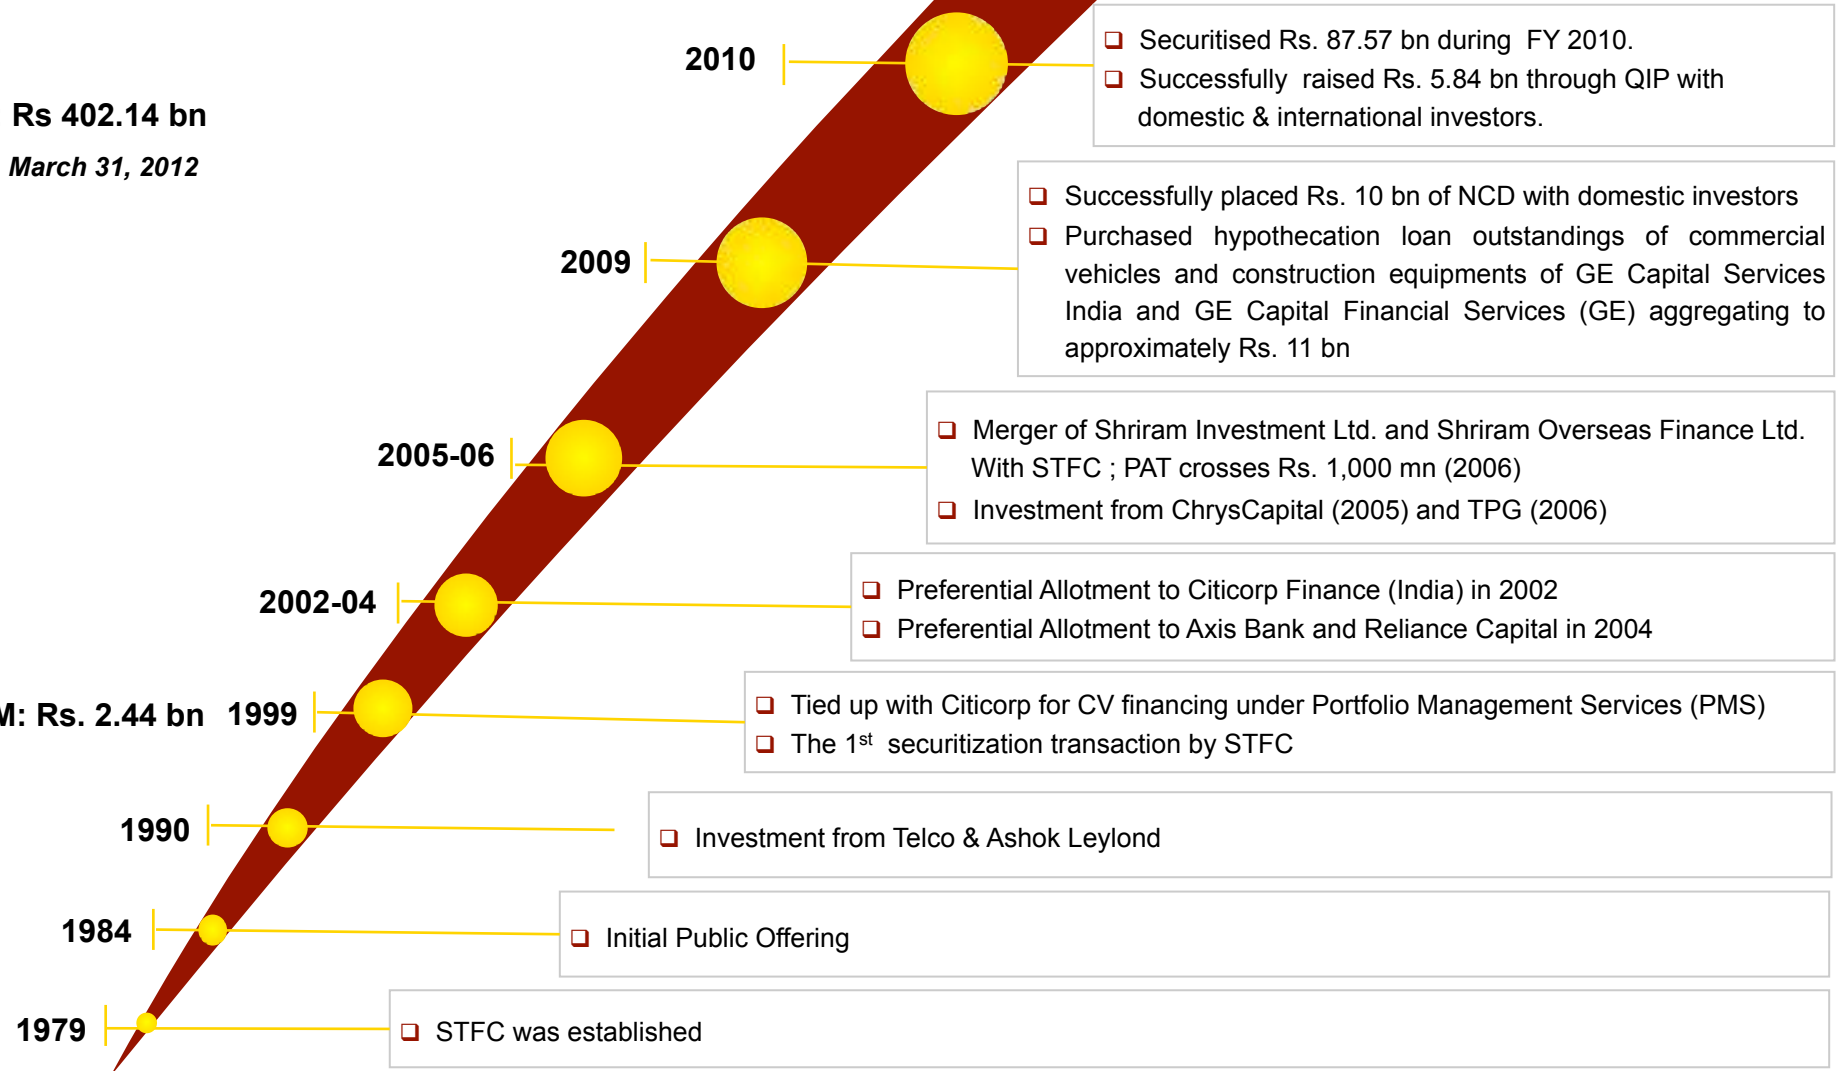 2010
Securitised Rs. 87.57 bn during FY 2010.
Successfully raised Rs. 5.84 bn through QIP with
domestic & international investors.
Rs 402.14 bn
March 31, 2012
2009
Successfully placed Rs. 10 bn of NCD with domestic investors
Purchased hypothecation loan outstandings of commercial
vehicles and construction equipments of GE Capital Services
India and GE Capital Financial Services (GE) aggregating to
approximately Rs. 11 bn
2005-06
Merger of Shriram Investment Ltd. and Shriram Overseas Finance Ltd.
With STFC ; PAT crosses Rs. 1,000 mn (2006)
Investment from ChrysCapital (2005) and TPG (2006)
2002-04
Preferential Allotment to Citicorp Finance (India) in 2002
Preferential Allotment to Axis Bank and Reliance Capital in 2004
M: Rs. 2.44 bn 1999
Tied up with Citicorp for CV financing under Portfolio Management Services (PMS)
The 1st securitization transaction by STFC
1990
Investment from Telco & Ashok Leylond
1984
Initial Public Offering
1979
STFC was established